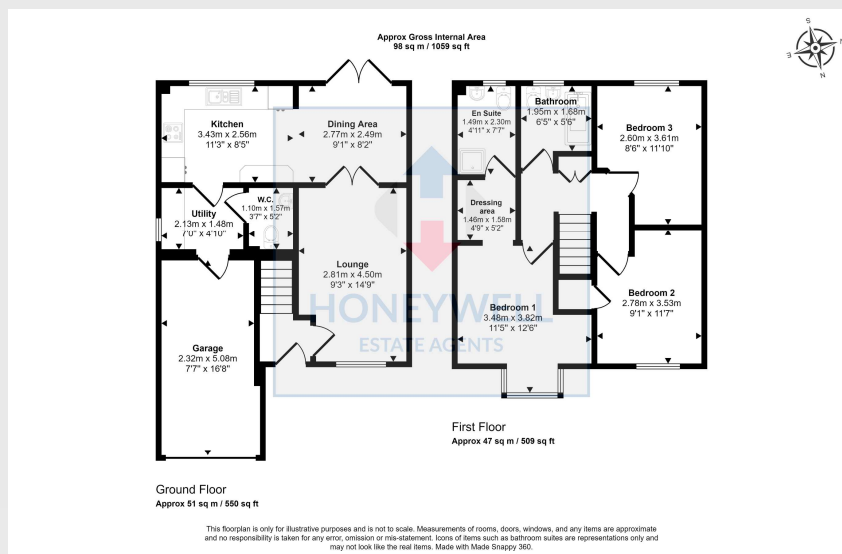 Approx Gross Internal Area
98 sq m / 1059 sq ft
S
E
N
Kitchen
3.43m x 2.56m
11'3" x 8'5"
Dining Area
2.77m x 2.49m
9'1" x 8'2"
Utility
2.13m x 1.48m
7'0" x 4'10"
W.C.
1.10m x 1.57m
3'7" x 5'2"
Lounge
2.81m x 4.50m
9'3" x 14'9"
Garage
2.32m x 5.08m
7'7" x 16'8"
En Suite
1.49m x 2.30m
4'11" x 7'7"
Bathroom
1.95m x 1.68m
6'5" x 5'6"
Bedroom 3
2.60m x 3.61m
8'6" x 11'10"
Dressing
area
1.46m x 1.58m
4'9" x 5'2"
Bedroom 1
3.48m x 3.82m
11'5" x 12'6"
Bedroom 2
2.78m x 3.53m
9'1" x 11'7"
HONEYWELL
ESTATE AGENTS
First Floor
Approx 47 sq m / 509 sq ft
Ground Floor
Approx 51 sq m / 550 sq ft
This floorplan is only for illustrative purposes and is not to scale. Measurements of rooms, doors, windows, and any items are approximate
and no responsibility is taken for any error, omission or mis-statement. Icons of items such as bathroom suites are representations only and
may not look like the real items. Made with Made Snappy 360.